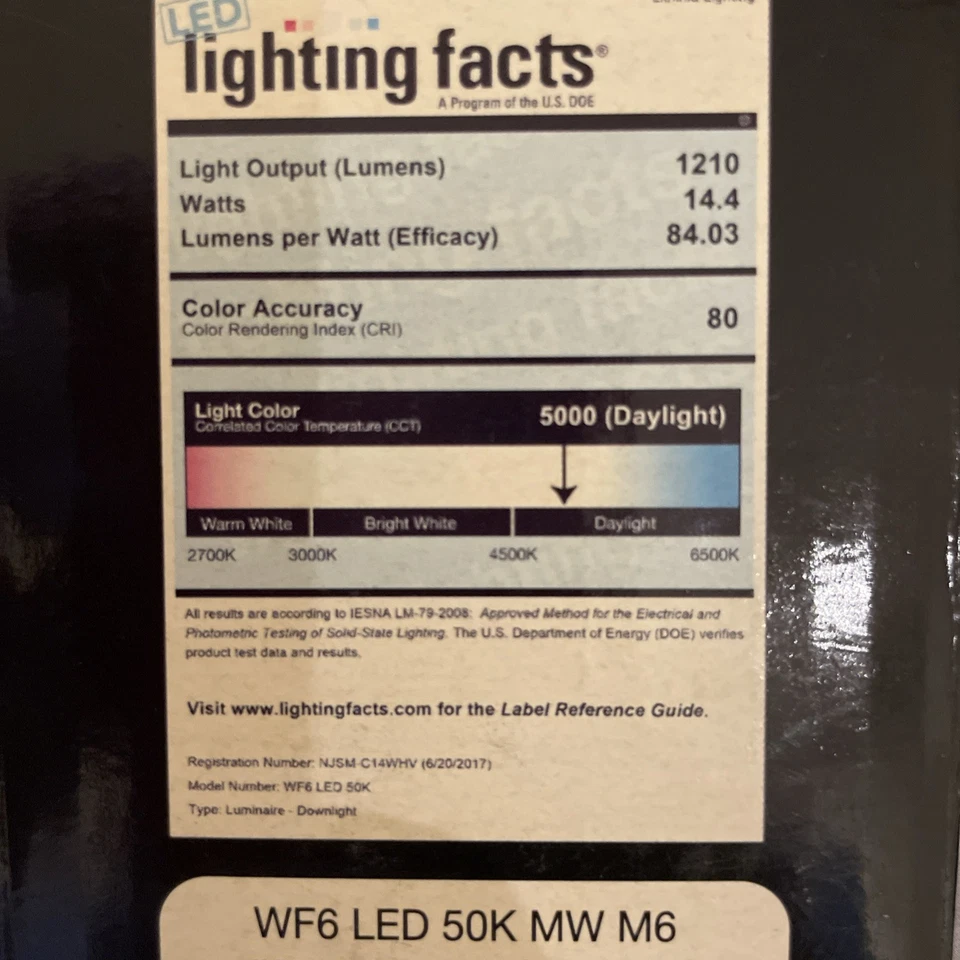 LED
lighting facts®
A Program of the U.S. DOE
Light Output (Lumens) 1210
Watts 14.4
Lumens per Watt (Efficacy) 84.03
Color Accuracy
Color Rendering Index (CRI) 80
Light Color
Correlated Color Temperature (CCT) 5000 (Daylight)
Warm White Bright White Daylight
2700K 3000K 4500K 6500K
All results are according to IESNA LM-79-2008: Approved Method for the Electrical and
Photometric Testing of Solid-State Lighting. The U.S. Department of Energy (DOE) verifies
product test data and results.
Visit www.lightingfacts.com for the Label Reference Guide.
Registration Number: NJSM-C14WHV (6/20/2017)
Model Number: WF6 LED 50K
Type: Luminaire - Downlight
WF6 LED 50K MW M6